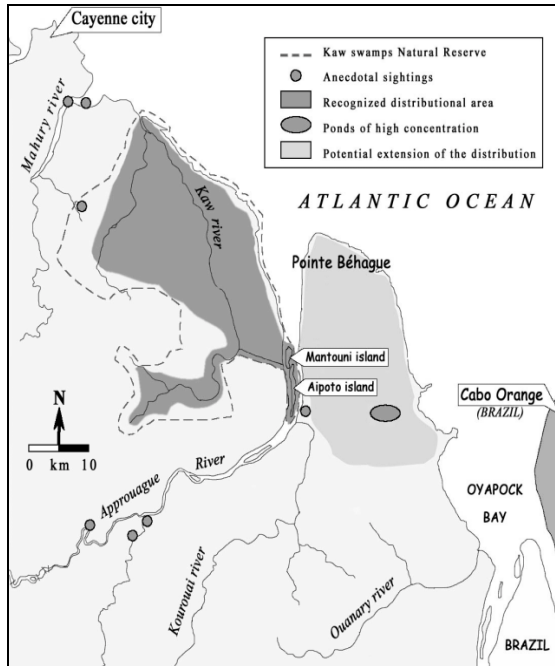 Cayenne city
Kaw swamps Natural Reserve
Anecdotal sightings
Recognized distributional area
Ponds of high concentration
Potential extension of the distribution
Mahury river
Kaw river
ATLANTIC OCEAN
Pointe Béhague
Mantouni island
Aipoto island
Cabo Orange
(BRAZIL)
N
0 km 10
Approuague River
OYAPOCK
BAY
Kourouai river
Ouanary river
BRAZIL